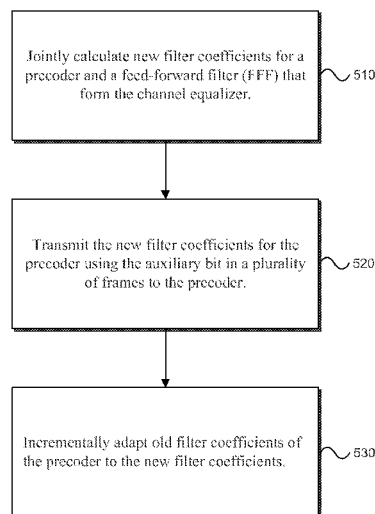 Jointly calculate new filter coefficients for a
precoder and a feed-forward filter (FFF) that
form the channel equalizer.
510
Transmit the new filter coefficients for the
precoder using the auxiliary bit in a plurality
of frames to the precoder.
520
Incrementally adapt old filter coefficients of
the precoder to the new filter coefficients.
530